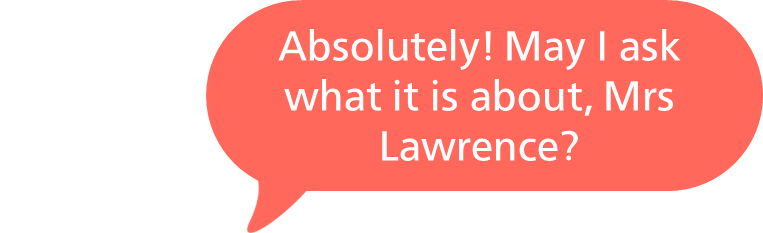 Absolutely! May I ask
what it is about, Mrs
Lawrence?